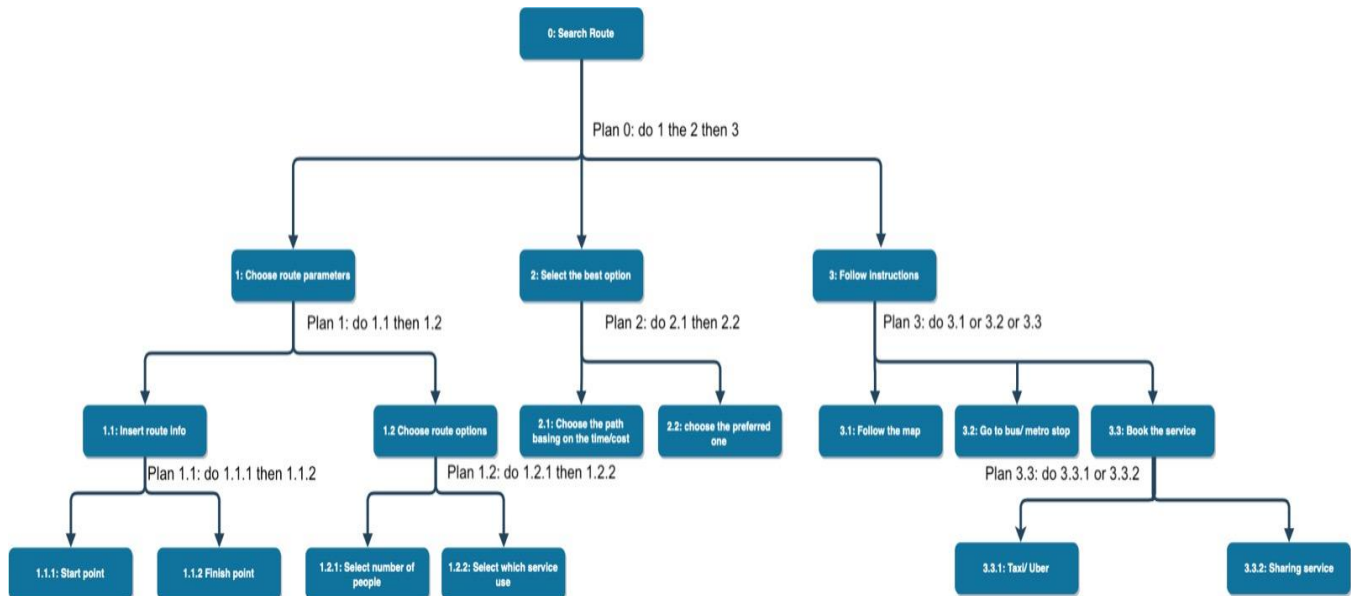 0: Search Route
Plan 0: do 1 the 2 then 3
1: Choose route parameters
2: Select the best option
3: Follow instructions
Plan 1: do 1.1 then 1.2
Plan 2: do 2.1 then 2.2
Plan 3: do 3.1 or 3.2 or 3.3
1.1: Insert route info
1.2 Choose route options
2.1: Choose the path
basing on the time/cost
2.2: choose the preferred
one
3.1: Follow the map
3.2: Go to bus/ metro stop
3.3: Book the service
Plan 1.1: do 1.1.1 then 1.1.2
Plan 1.2: do 1.2.1 then 1.2.2
Plan 3.3: do 3.3.1 or 3.3.2
1.1.1: Start point
1.1.2 Finish point
1.2.1: Select number of
people
1.2.2: Select which service
use
3.3.1: Taxi/ Uber
3.3.2: Sharing service